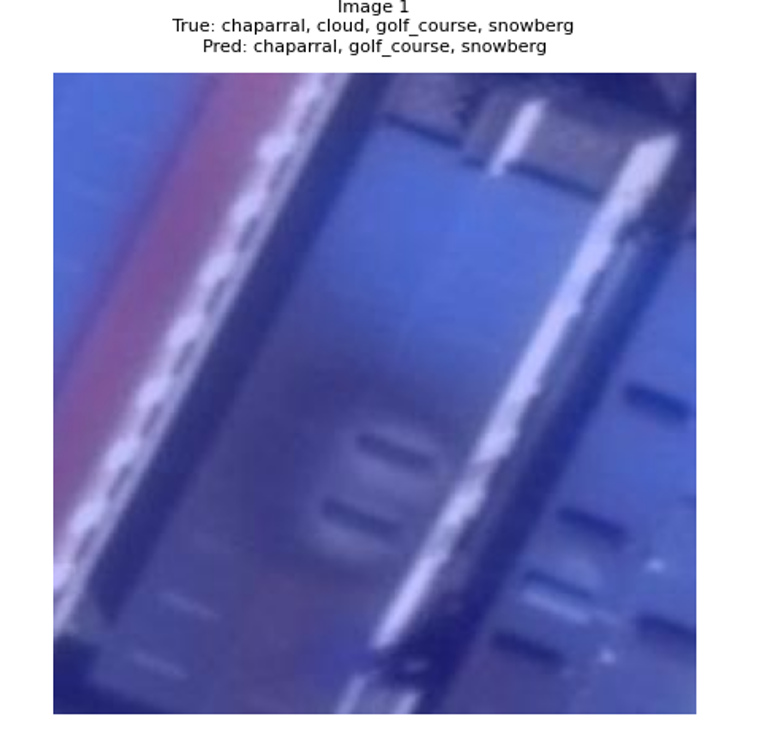 Image 1
True: chaparral, cloud, golf_course, snowberg
Pred: chaparral, golf_course, snowberg